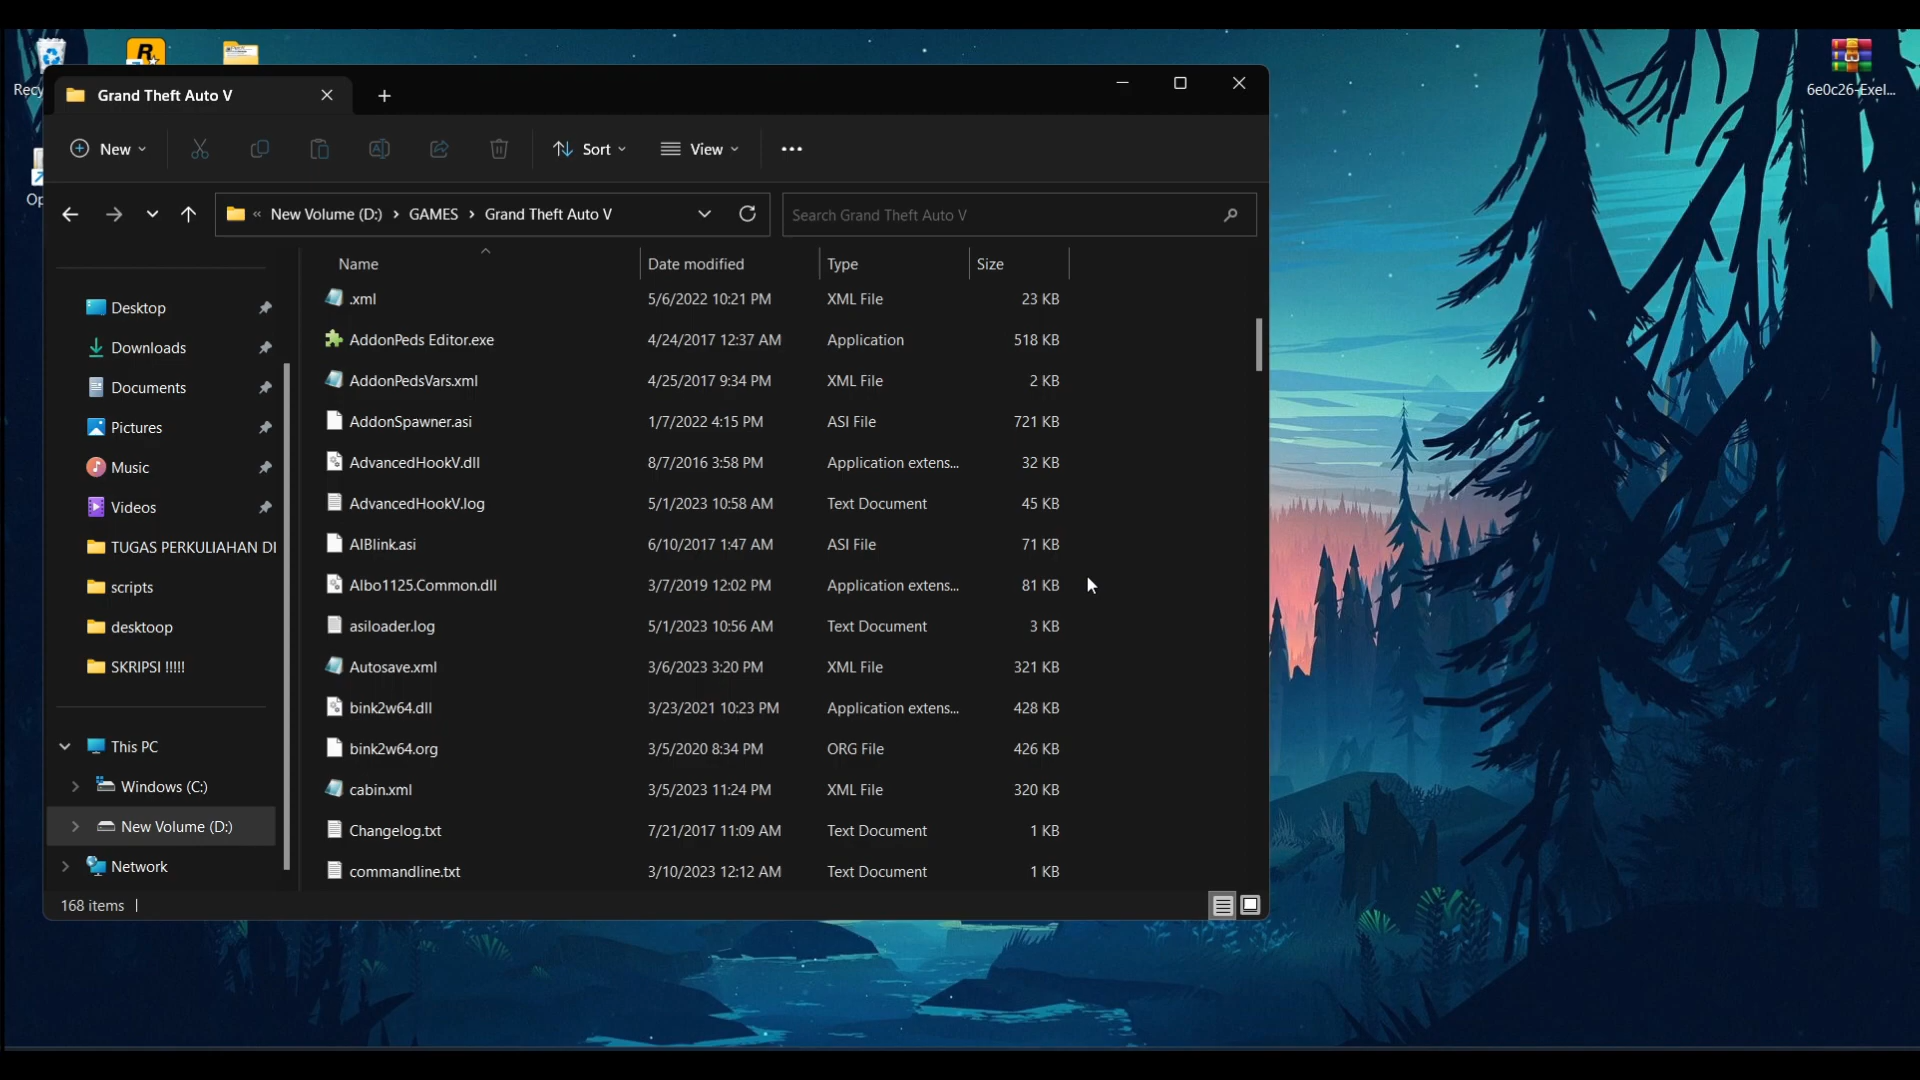 Recy
R
6e0c26-Exel...
Op
Grand Theft Auto V
New
Sort
View
« New Volume (D:) › GAMES › Grand Theft Auto V
Search Grand Theft Auto V
Name Date modified Type Size
.xml 5/6/2022 10:21 PM XML File 23 KB
AddonPeds Editor.exe 4/24/2017 12:37 AM Application 518 KB
AddonPedsVars.xml 4/25/2017 9:34 PM XML File 2 KB
AddonSpawner.asi 1/7/2022 4:15 PM ASI File 721 KB
AdvancedHookV.dll 8/7/2016 3:58 PM Application extens... 32 KB
AdvancedHookV.log 5/1/2023 10:58 AM Text Document 45 KB
AIBlink.asi 6/10/2017 1:47 AM ASI File 71 KB
Albo1125.Common.dll 3/7/2019 12:02 PM Application extens... 81 KB
asiloader.log 5/1/2023 10:56 AM Text Document 3 KB
Autosave.xml 3/6/2023 3:20 PM XML File 321 KB
bink2w64.dll 3/23/2021 10:23 PM Application extens... 428 KB
bink2w64.org 3/5/2020 8:34 PM ORG File 426 KB
cabin.xml 3/5/2023 11:24 PM XML File 320 KB
Changelog.txt 7/21/2017 11:09 AM Text Document 1 KB
commandline.txt 3/10/2023 12:12 AM Text Document 1 KB
Desktop
Downloads
Documents
Pictures
Music
Videos
TUGAS PERKULIAHAN DI
scripts
desktoop
SKRIPSI !!!!!
This PC
Windows (C:)
New Volume (D:)
Network
168 items